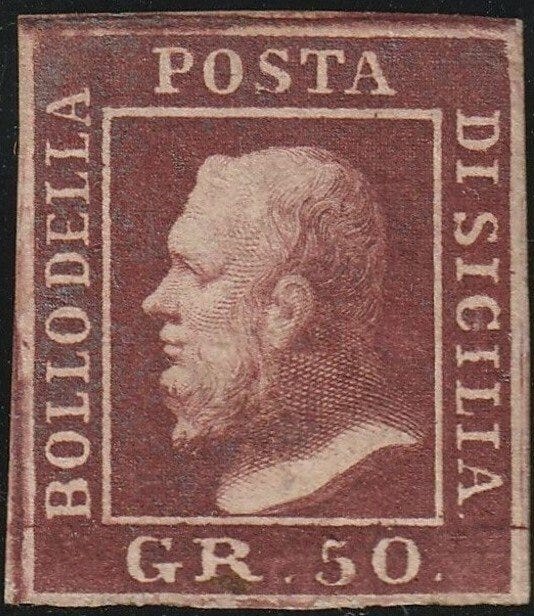 BOLLO DELLA
POSTA
DI SICILIA
GR. 50.